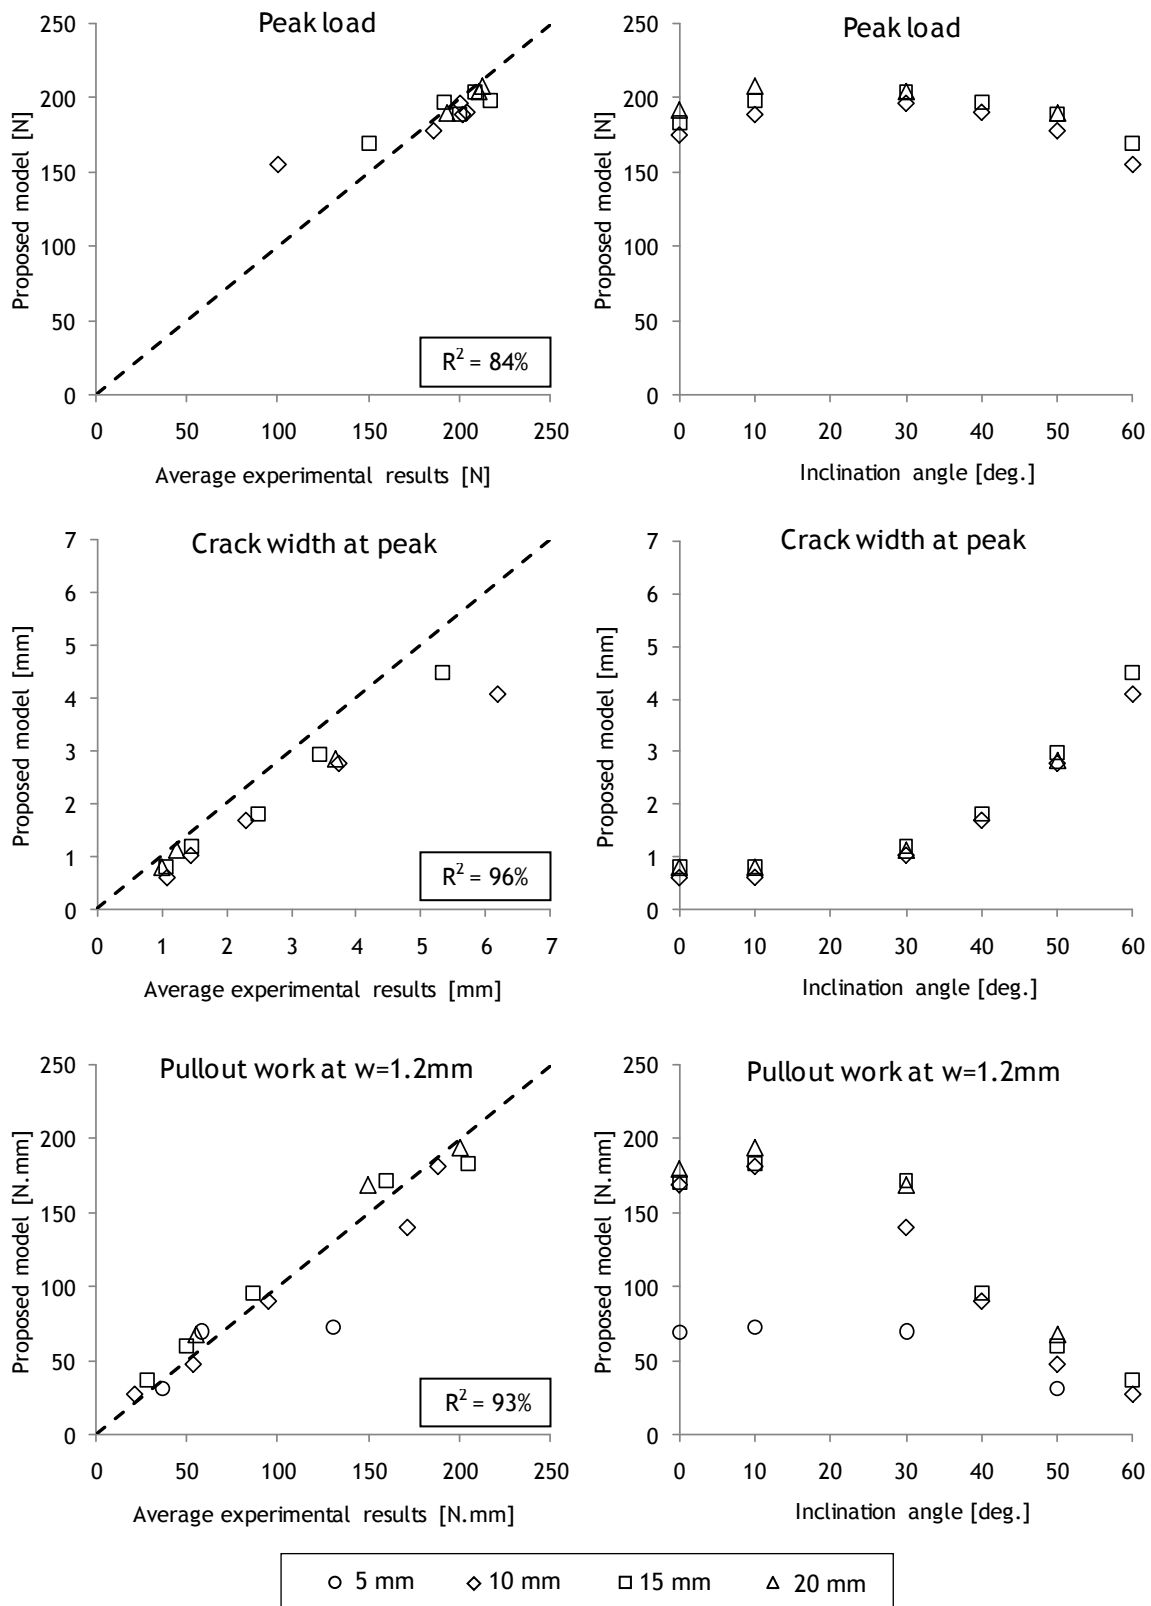 Peak load
Proposed model [N]
250
200
150
100
50
0
R² = 84%
0 50 100 150 200 250
Average experimental results [N]
Peak load
Proposed model [N]
250
200
150
100
50
0
0 10 20 30 40 50 60
Inclination angle [deg.]
Crack width at peak
Proposed model [mm]
7
6
5
4
3
2
1
0
R² = 96%
0 1 2 3 4 5 6 7
Average experimental results [mm]
Crack width at peak
Proposed model [mm]
7
6
5
4
3
2
1
0
0 10 20 30 40 50 60
Inclination angle [deg.]
Pullout work at w=1.2mm
Proposed model [N.mm]
250
200
150
100
50
0
R² = 93%
0 50 100 150 200 250
Average experimental results [N.mm]
Pullout work at w=1.2mm
Proposed model [N.mm]
250
200
150
100
50
0
0 10 20 30 40 50 60
Inclination angle [deg.]
5 mm 10 mm 15 mm 20 mm